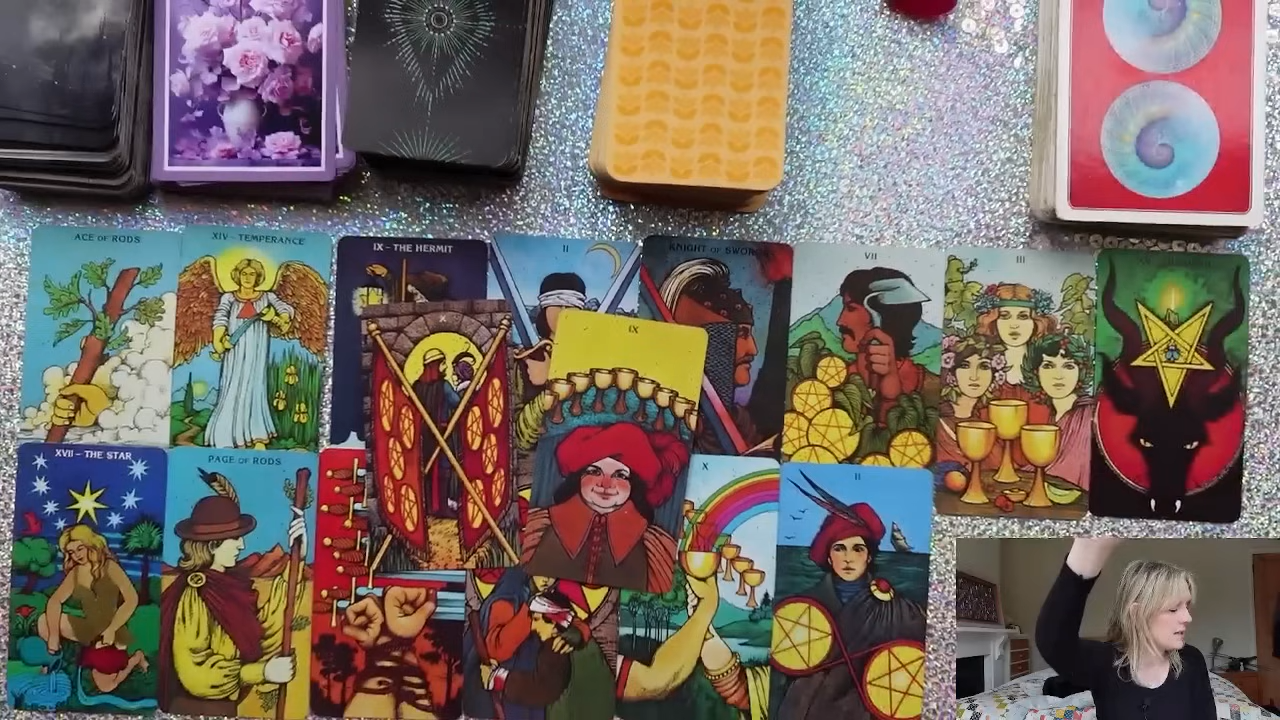 ACE OF RODS
XIV - TEMPERANCE
IX - THE HERMIT
II
KNIGHT OF SWORDS
VII
III
X
IX
XVII - THE STAR
PAGE OF RODS
X
II